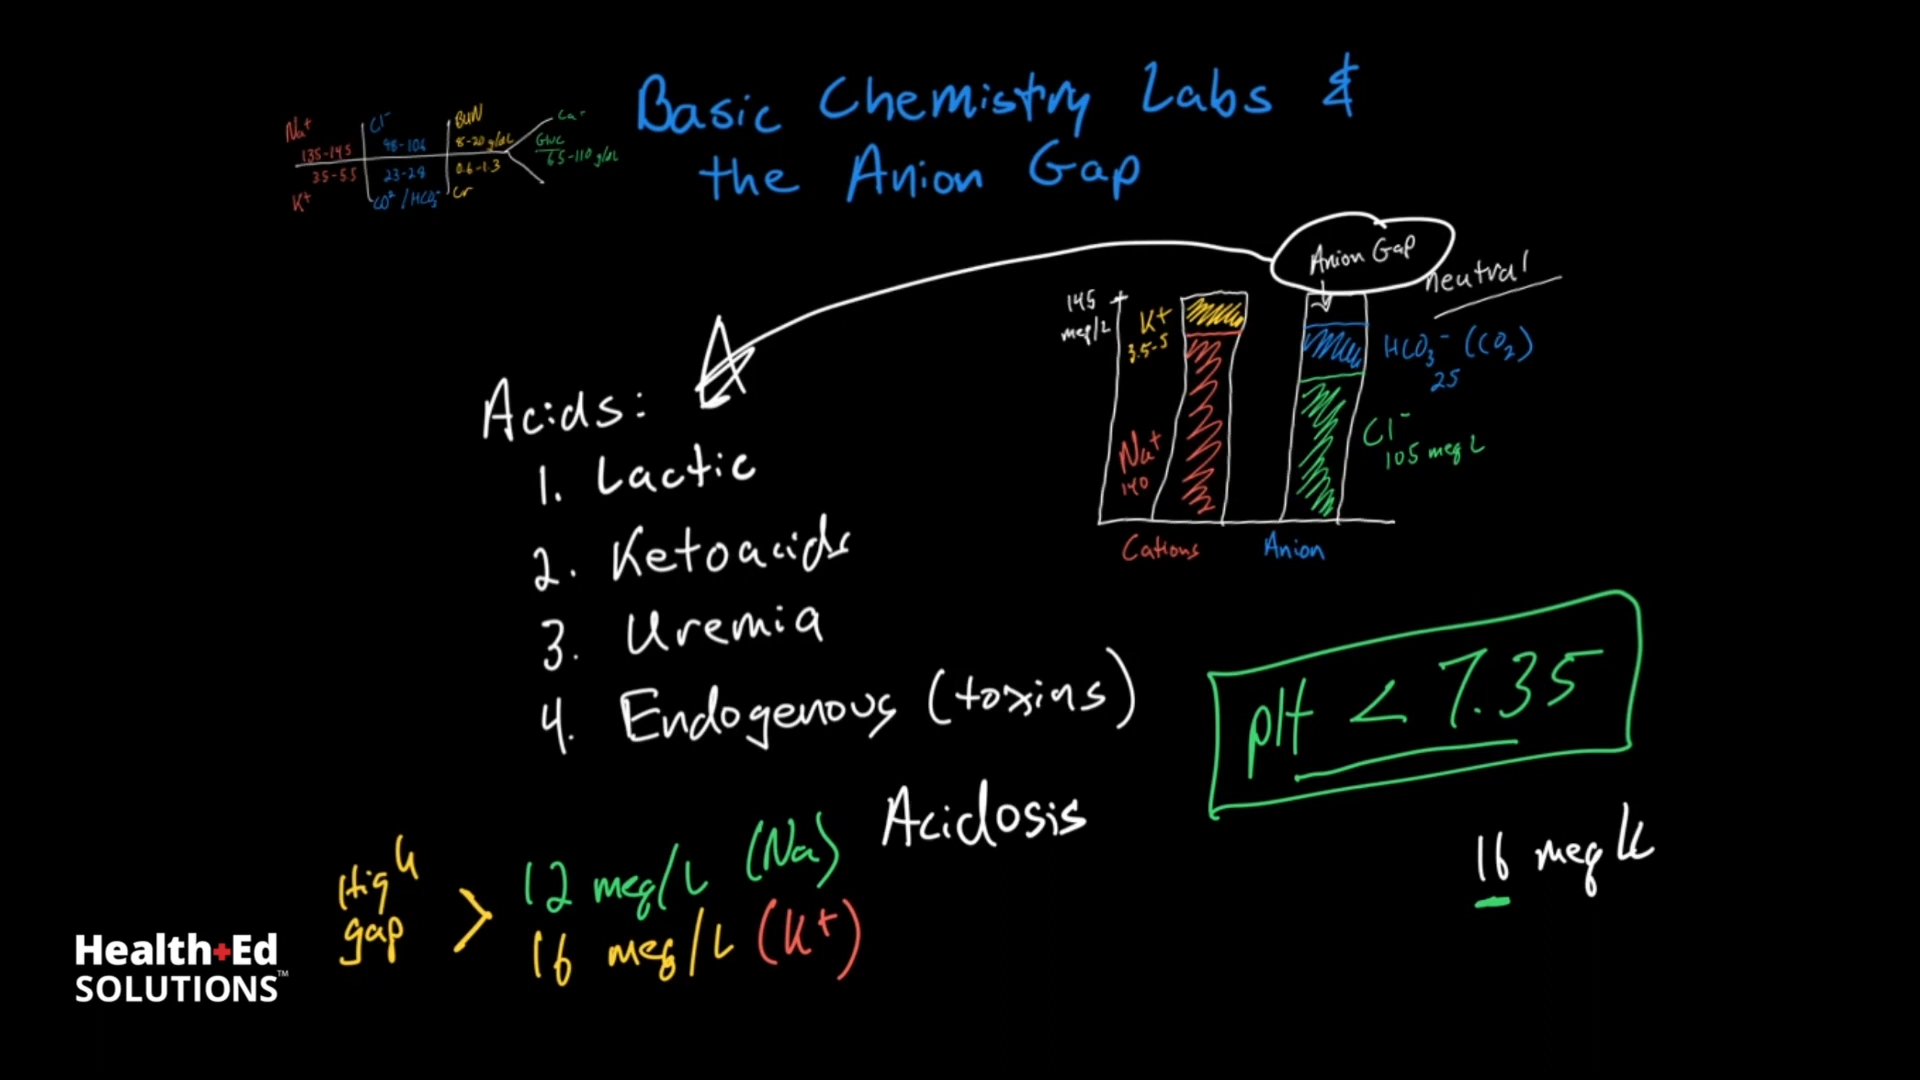 Basic Chemistry Labs &
the Anion Gap
Na+
135-145
3.5-5.5
K+
Cl-
98-106
23-28
CO2 / HCO3-
BUN
8-20 g/dL
0.6-1.3
Cr
Ca-
Gluc
65-110 g/dL
Anion Gap
neutral
145
meq/L
K+
3.5-5
Na+
140
HCO3- (CO2)
25
Cl-
105 meq L
Cations
Anion
Acids:
1. Lactic
2. Ketoacids
3. Uremia
4. Endogenous (toxins)
pH < 7.35
Acidosis
High
gap
>
12 meq/L (Na)
16 meq/L (K+)
16 meq K
Health+Ed
SOLUTIONS™